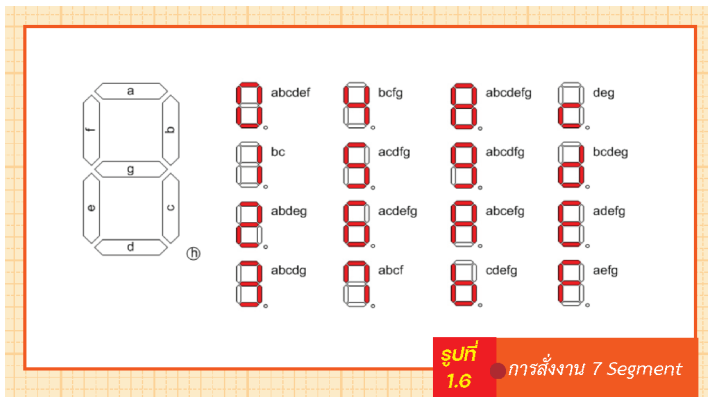 a
f
b
g
e
c
d
h
abcdef
bc
abdeg
abcdg
bcfg
acdfg
acdefg
abcf
abcdefg
abcdfg
abcefg
cdefg
deg
bcdeg
adefg
aefg
รูปที่
1.6
การสั่งงาน 7 Segment